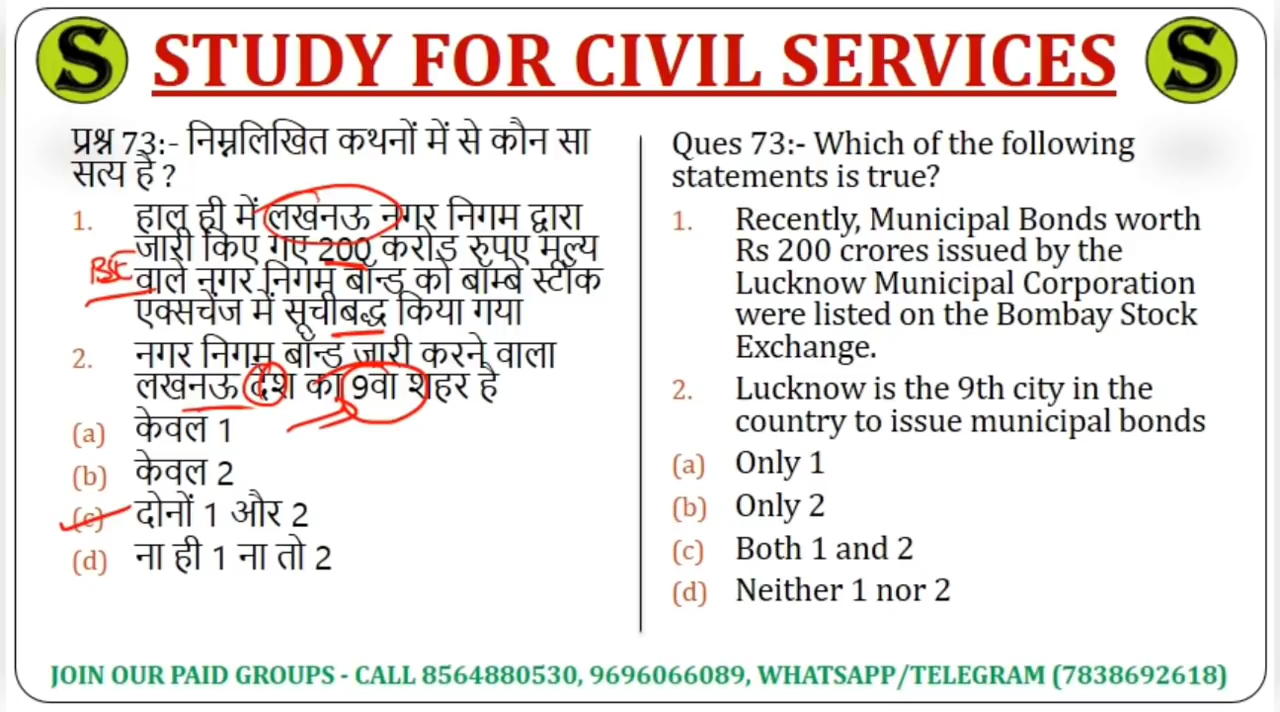 S STUDY FOR CIVIL SERVICES S
प्रश्न 73:- निम्नलिखित कथनों में से कौन सा
सत्य है ?
1. हाल ही में लखनऊ नगर निगम द्वारा
जारी किए गए 200 करोड़ रुपए मूल्य
BSE वाले नगर निगम बॉन्ड को बॉम्बे स्टॉक
एक्सचेंज में सूचीबद्ध किया गया
2. नगर निगम बॉन्ड जारी करने वाला
लखनऊ देश का 9वां शहर है
(a) केवल 1
(b) केवल 2
(c) दोनों 1 और 2
(d) ना ही 1 ना तो 2
Ques 73:- Which of the following
statements is true?
1. Recently, Municipal Bonds worth
Rs 200 crores issued by the
Lucknow Municipal Corporation
were listed on the Bombay Stock
Exchange.
2. Lucknow is the 9th city in the
country to issue municipal bonds
(a) Only 1
(b) Only 2
(c) Both 1 and 2
(d) Neither 1 nor 2
JOIN OUR PAID GROUPS - CALL 8564880530, 9696066089, WHATSAPP/TELEGRAM (7838692618)